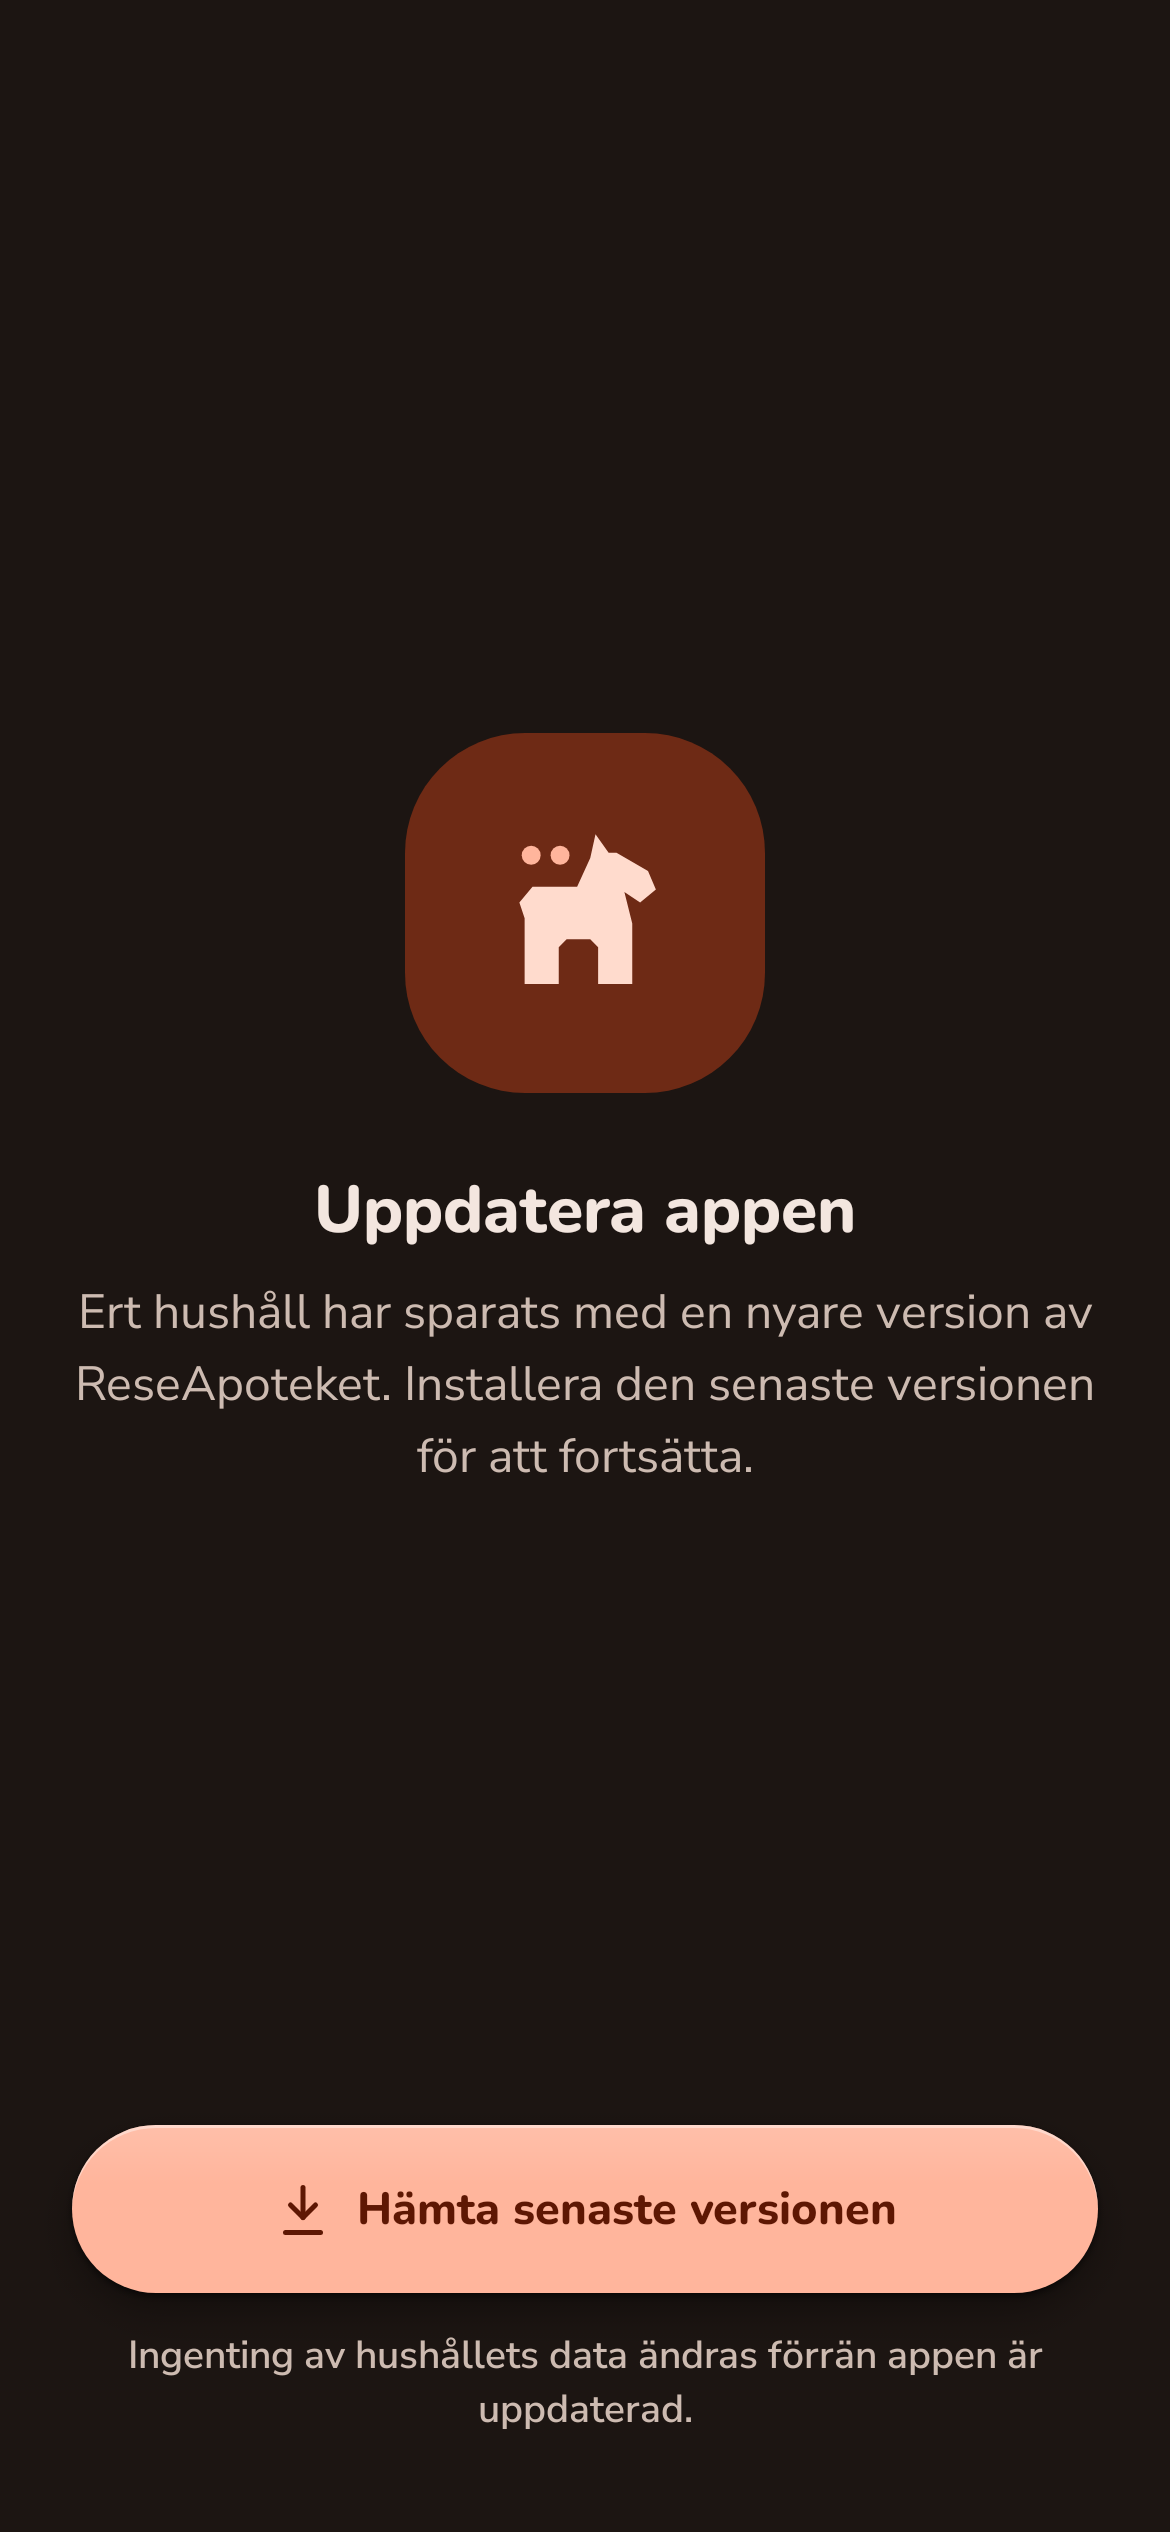 Uppdatera appen
Ert hushåll har sparats med en nyare version av
ReseApoteket. Installera den senaste versionen
för att fortsätta.
Hämta senaste versionen
Ingenting av hushållets data ändras förrän appen är
uppdaterad.